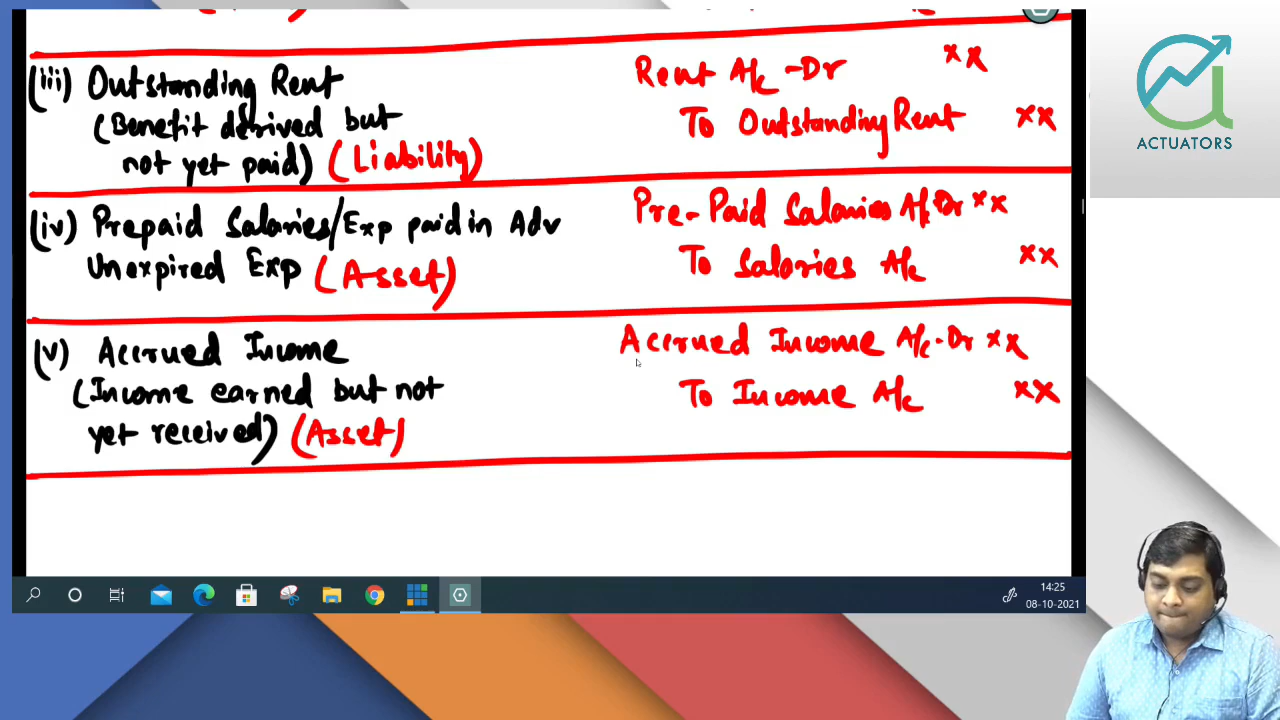 (iii) Outstanding Rent
(Benefit derived but
not yet paid) (Liability)
Rent A/c - Dr xx
To Outstanding Rent xx
(iv) Prepaid Salaries/Exp paid in Adv
Unexpired Exp (Asset)
Pre-Paid Salaries A/c Dr xx
To Salaries A/c xx
(v) Accrued Income
(Income earned but not
yet received) (Asset)
Accrued Income A/c - Dr xx
To Income A/c xx
ACTUATORS
14:25
08-10-2021